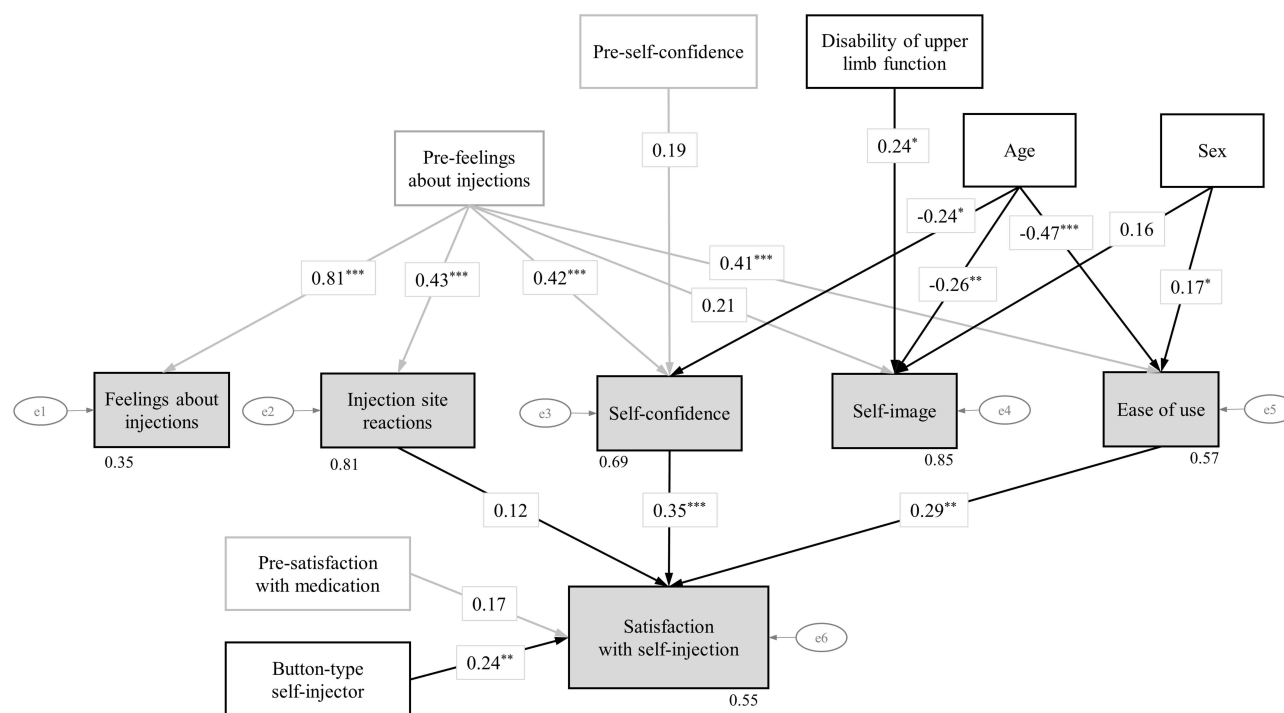 Pre-self-confidence
Disability of upper
limb function
Age
Sex
Pre-feelings
about injections
0.19
0.24*
-0.24*
-0.47***
0.16
0.81***
0.43***
0.42***
0.41***
0.21
-0.26**
0.17*
e1
Feelings about
injections
0.35
e2
Injection site
reactions
0.81
e3
Self-confidence
0.69
Self-image
e4
0.85
Ease of use
e5
0.57
0.12
0.35***
0.29**
Pre-satisfaction
with medication
0.17
Button-type
self-injector
0.24**
Satisfaction
with self-injection
e6
0.55